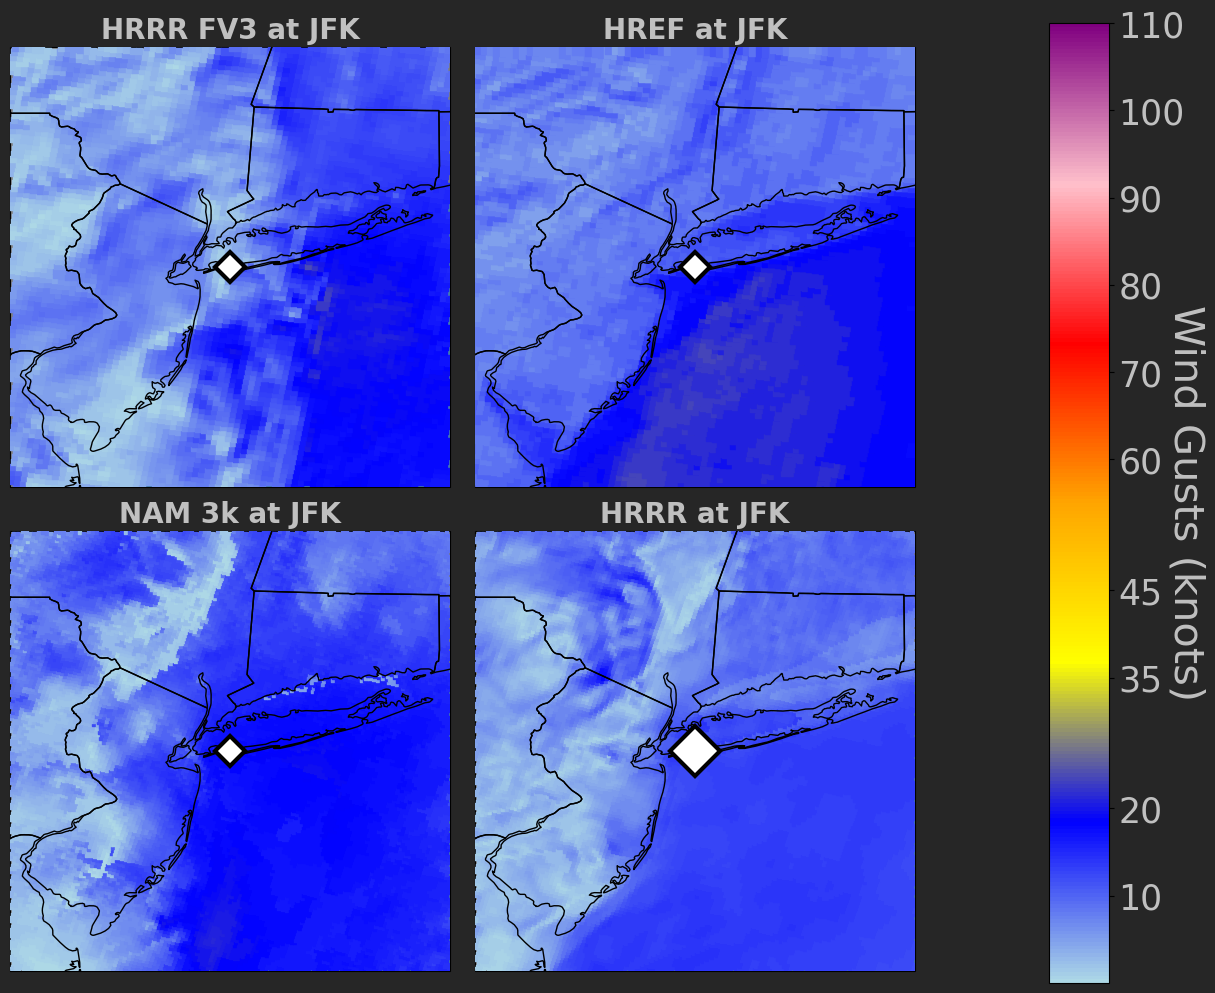 HRRR FV3 at JFK
HREF at JFK
NAM 3k at JFK
HRRR at JFK
110
100
90
80
70
60
45
35
20
10
Wind Gusts (knots)